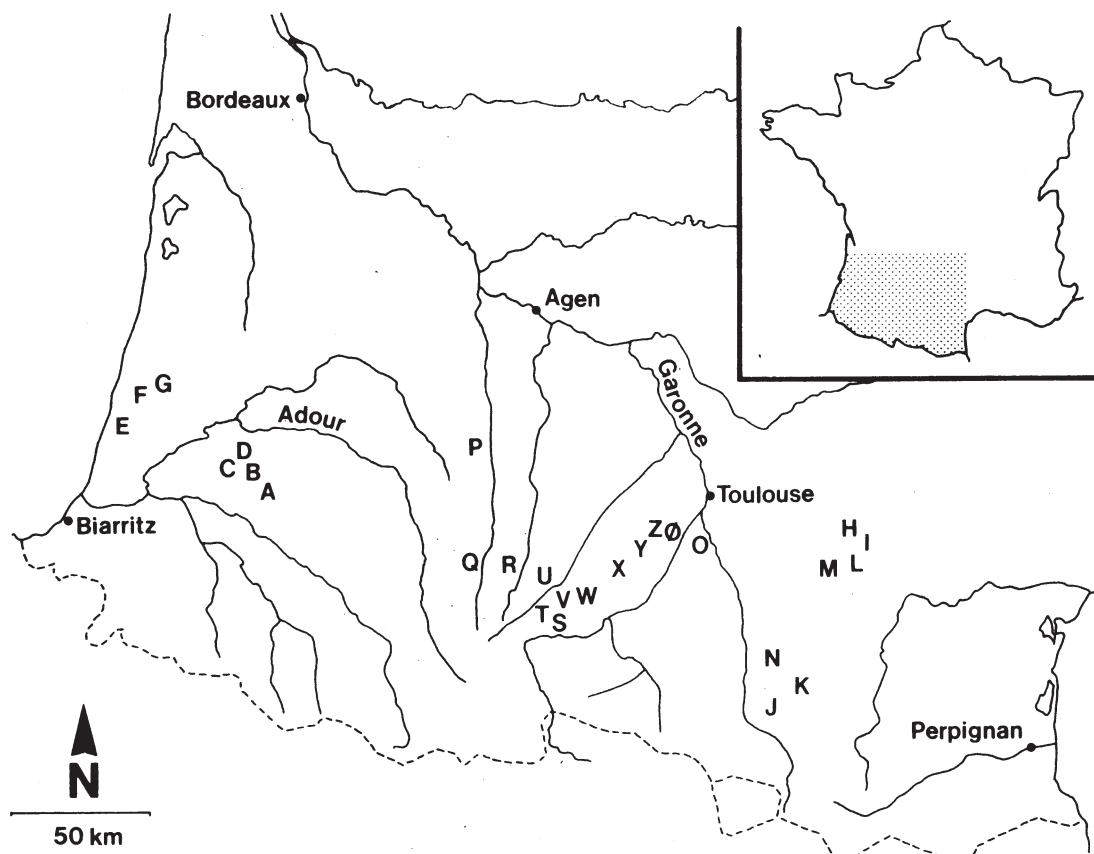 Bordeaux
Agen
Garonne
F G
E
Adour
P
D
C B
A
Toulouse
Biarritz
H
Z Ø
Y
O
I
Q
R
U
X
M L
V W
T S
N
K
J
Perpignan
N
50 km